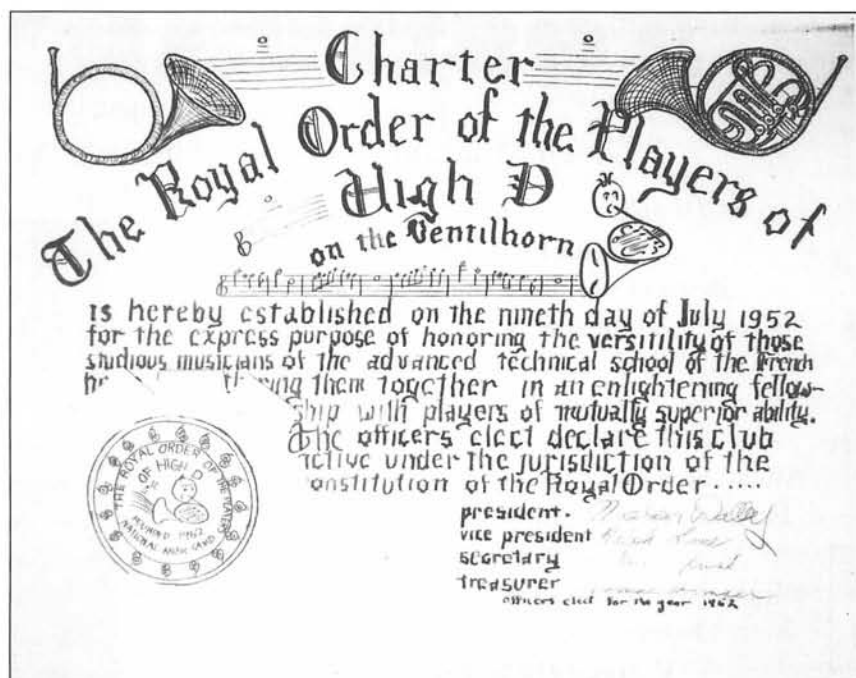 Charter
The Royal Order of the Players of
High D
on the Ventilhorn
is hereby established on the nineth day of July 1952
for the express purpose of honoring the versitility of those
studious musicians of the advanced technical school of the French
them together in an enlightening fellow-
ship with players of mutually superior ability.
The officers elect declare this club
ctive under the jurisdiction of the
onstitution of the Royal Order .....
THE ROYAL ORDER OF THE PLAYERS
OF HIGH D
1952
NATIONAL MUSIC CAMP
president.
vice president
secretary
treasurer
officers elect for the year 1952